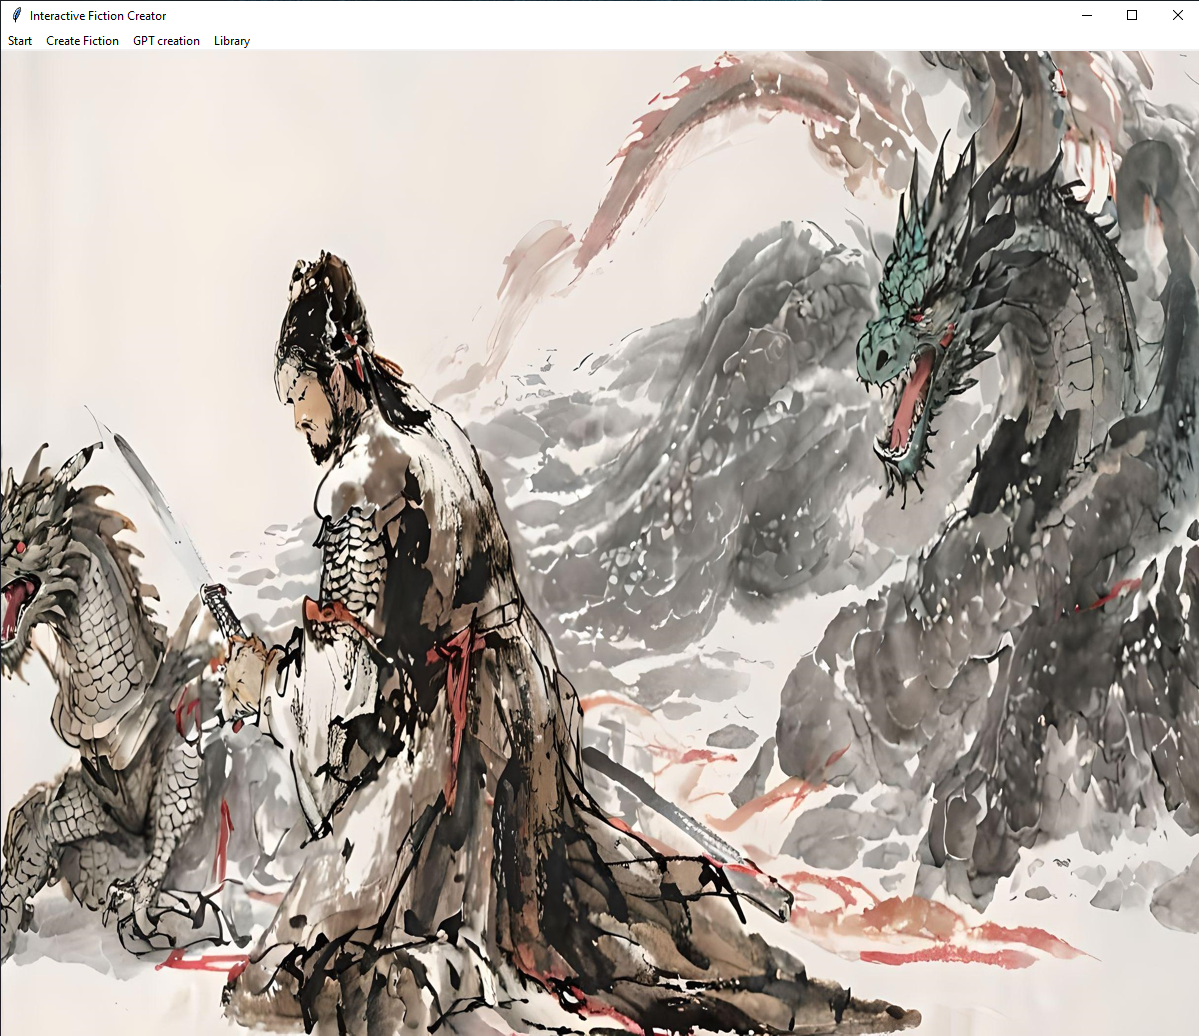 Interactive Fiction Creator
Start Create Fiction GPT creation Library